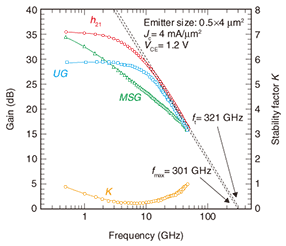 40
35
30
25
20
15
10
5
0
Gain (dB)
h21
UG
MSG
K
Emitter size: 0.5×4 μm²
Jc = 4 mA/μm²
VCE = 1.2 V
ft = 321 GHz
fmax = 301 GHz
8
7
6
5
4
3
2
1
0
Stability factor K
1
10
100
Frequency (GHz)